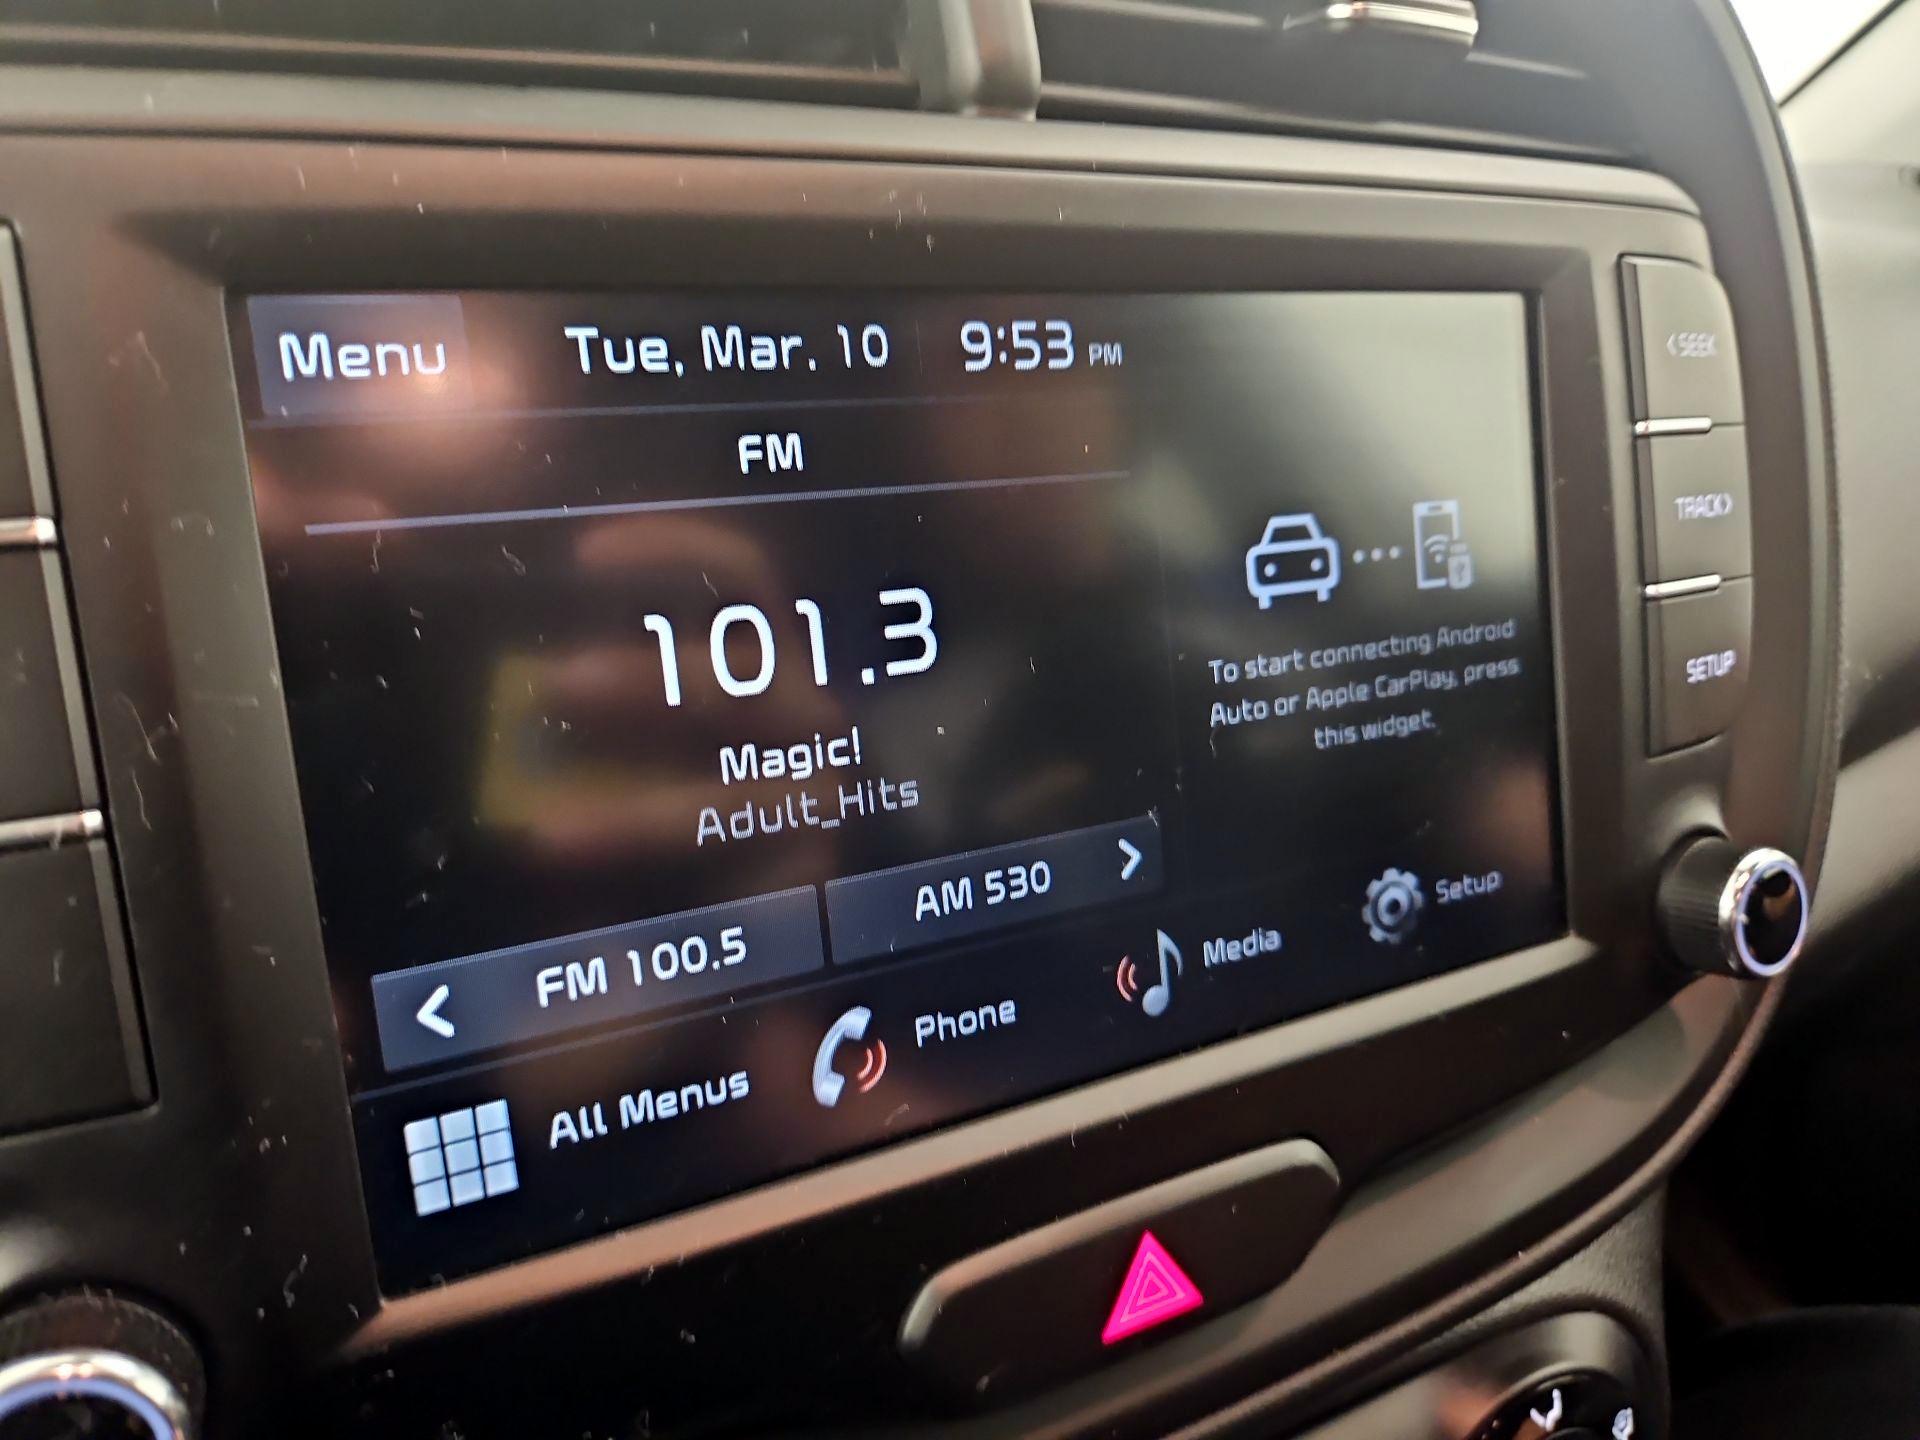 Menu Tue, Mar. 10 9:53 PM
FM
101.3
Magic!
Adult_Hits
< FM 100.5
AM 530 >
To start connecting Android
Auto or Apple CarPlay, press
this widget.
All Menus
Phone
Media
Setup
< SEEK
TRACK >
SETUP